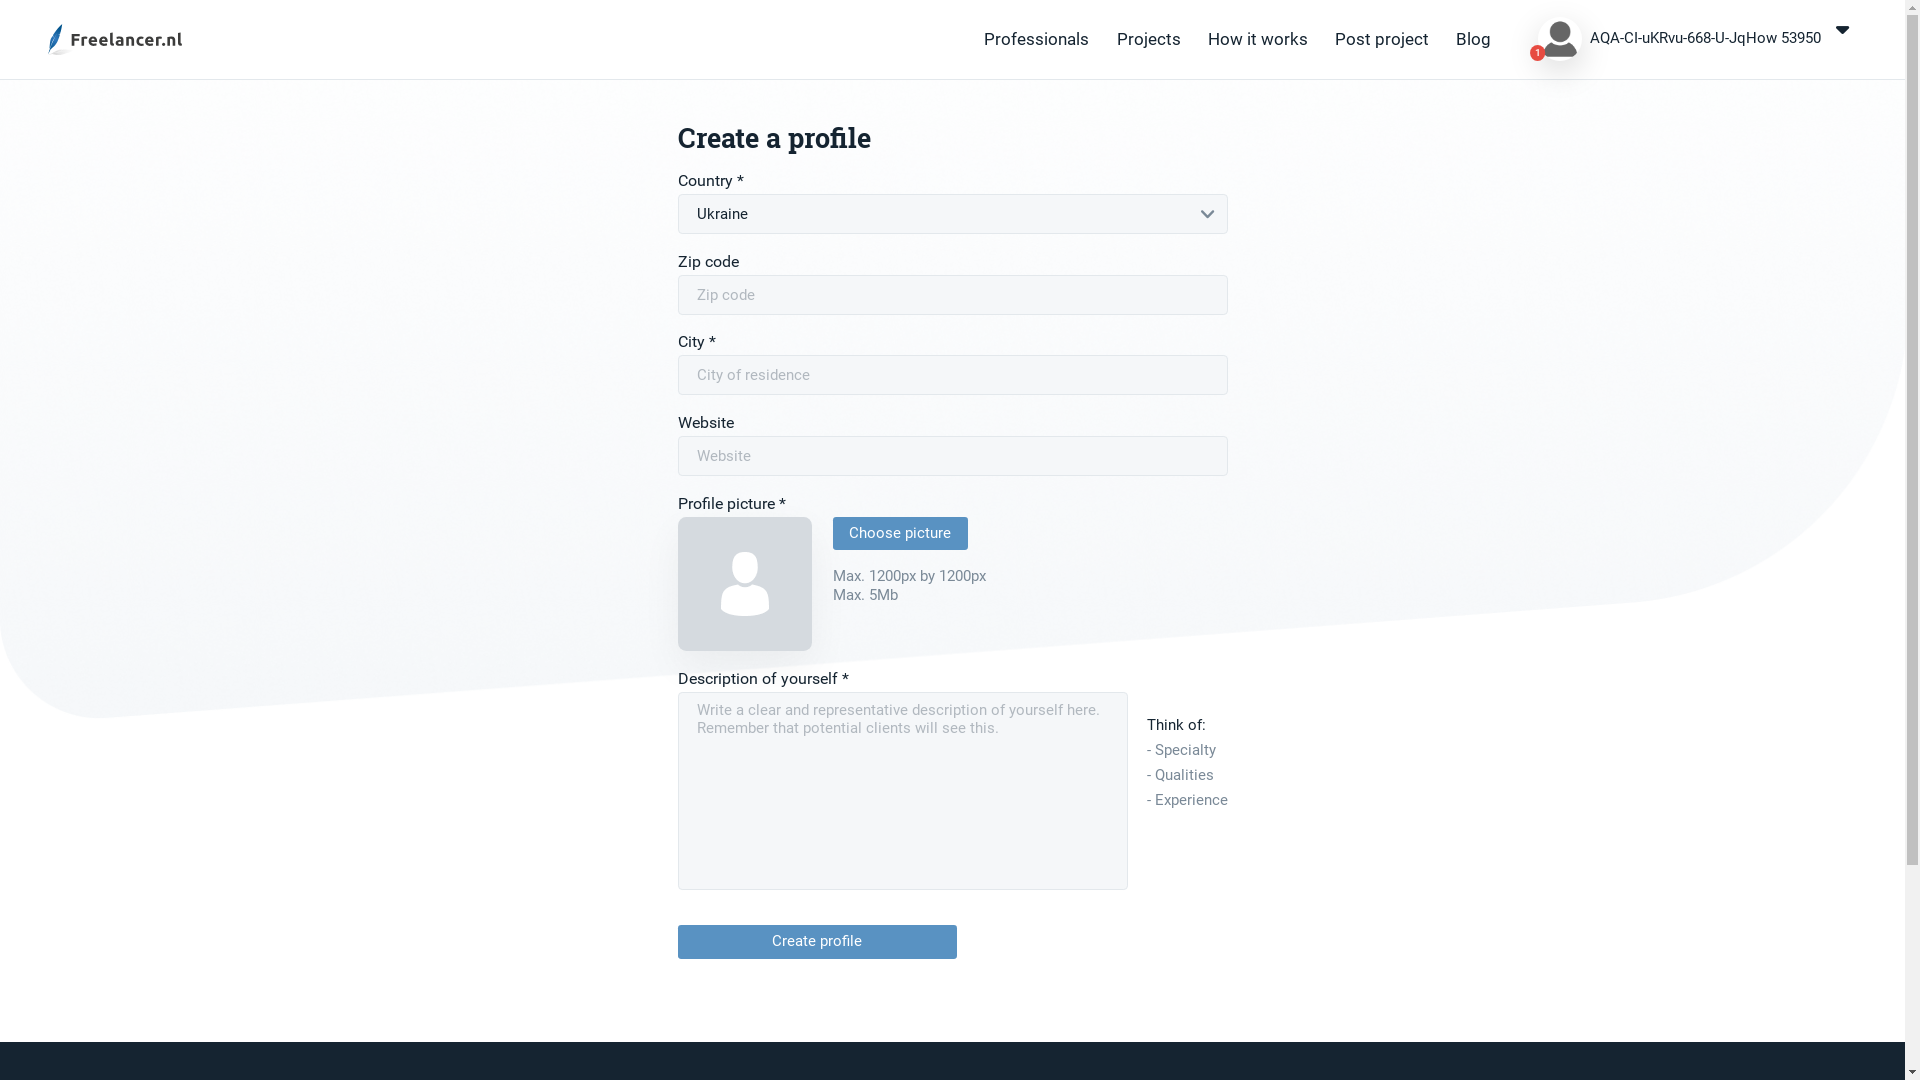 Freelancer.nl
Professionals
Projects
How it works
Post project
Blog
1
AQA-CI-uKRvu-668-U-JqHow 53950
Create a profile
Country *
Ukraine
Zip code
Zip code
City *
City of residence
Website
Website
Profile picture *
Choose picture
Max. 1200px by 1200px
Max. 5Mb
Description of yourself *
Write a clear and representative description of yourself here.
Remember that potential clients will see this.
Think of:
- Specialty
- Qualities
- Experience
Create profile